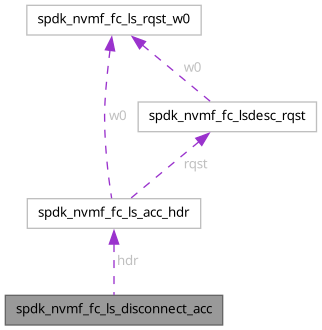 spdk_nvmf_fc_ls_rqst_w0
w0
spdk_nvmf_fc_lsdesc_rqst
w0
rqst
spdk_nvmf_fc_ls_acc_hdr
hdr
spdk_nvmf_fc_ls_disconnect_acc